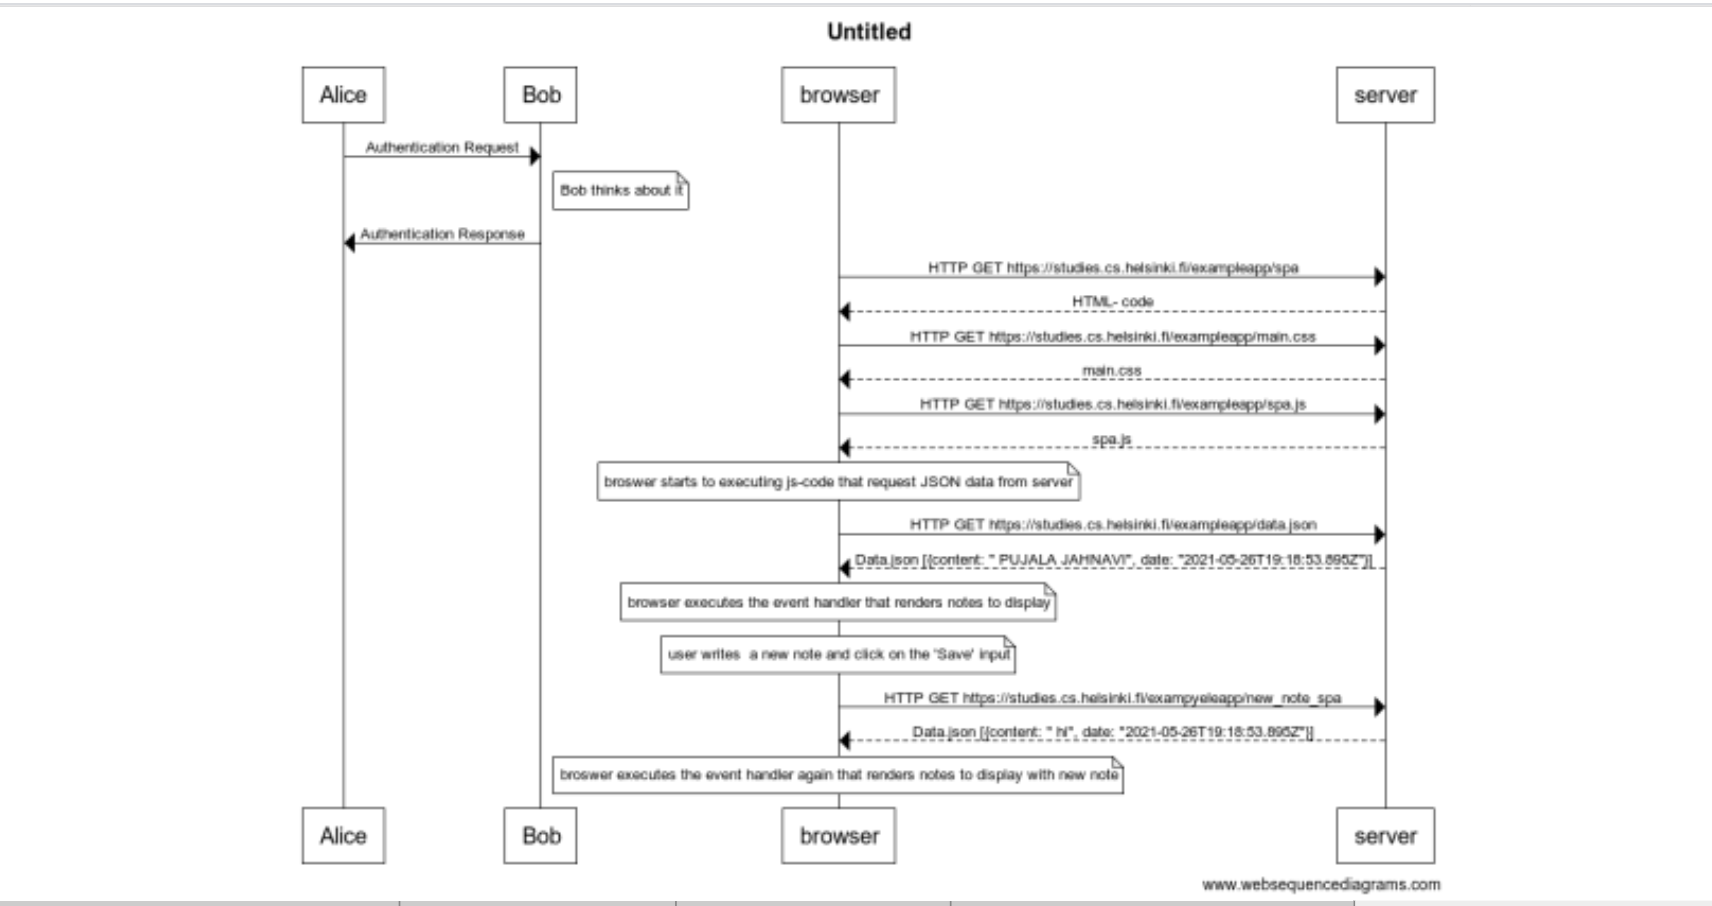 Untitled
Alice
Bob
browser
server
Authentication Request
Bob thinks about it
Authentication Response
HTTP GET https://studies.cs.helsinki.fi/exampleapp/spa
HTML- code
HTTP GET https://studies.cs.helsinki.fi/exampleapp/main.css
main.css
HTTP GET https://studies.cs.helsinki.fi/exampleapp/spa.js
spa.js
broswer starts to executing js-code that request JSON data from server
HTTP GET https://studies.cs.helsinki.fi/exampleapp/data.json
Data.json [{content: " PUJALA JAHNAVI", date: "2021-05-26T19:18:53.895Z"}]
browser executes the event handler that renders notes to display
user writes  a new note and click on the 'Save' input
HTTP GET https://studies.cs.helsinki.fi/exampyeleapp/new_note_spa
Data.json [{content: " hi", date: "2021-05-26T19:18:53.895Z"}]
broswer executes the event handler again that renders notes to display with new note
Alice
Bob
browser
server
www.websequencediagrams.com